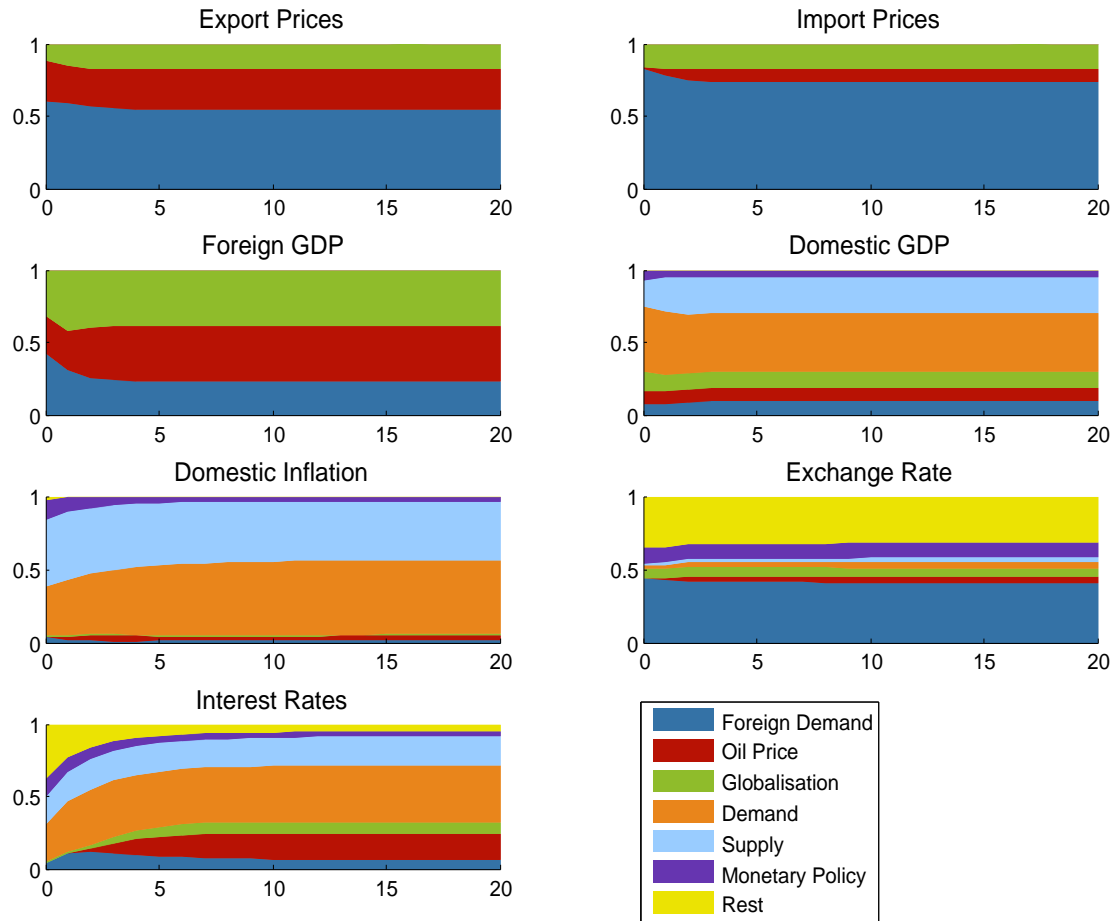 Export Prices
Import Prices
1
0.5
0
0 5 10 15 20
1
0.5
0
0 5 10 15 20
Foreign GDP
Domestic GDP
1
0.5
0
0 5 10 15 20
1
0.5
0
0 5 10 15 20
Domestic Inflation
Exchange Rate
1
0.5
0
0 5 10 15 20
1
0.5
0
0 5 10 15 20
Interest Rates
1
0.5
0
0 5 10 15 20
Foreign Demand
Oil Price
Globalisation
Demand
Supply
Monetary Policy
Rest